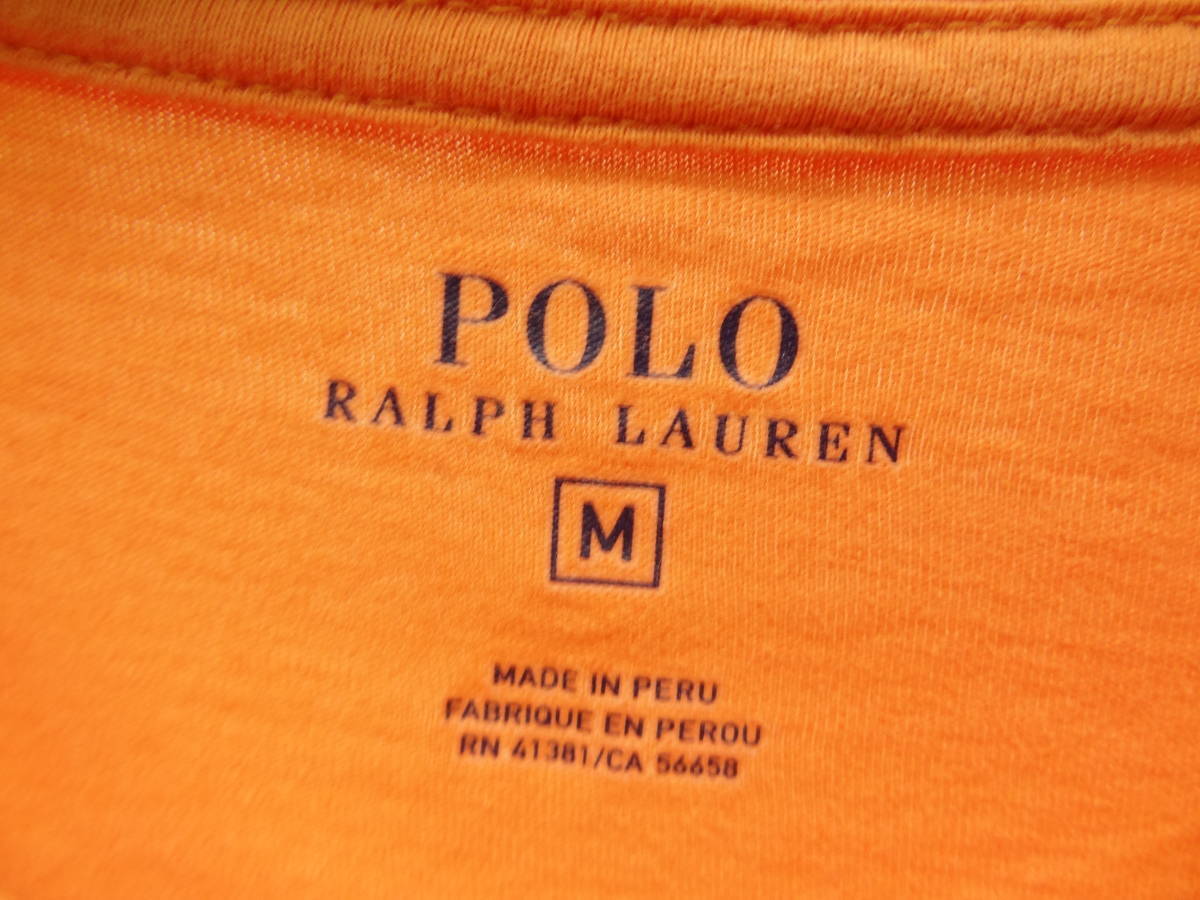 POLO
RALPH LAUREN
M
MADE IN PERU
FABRIQUE EN PEROU
RN 41381/CA 56658